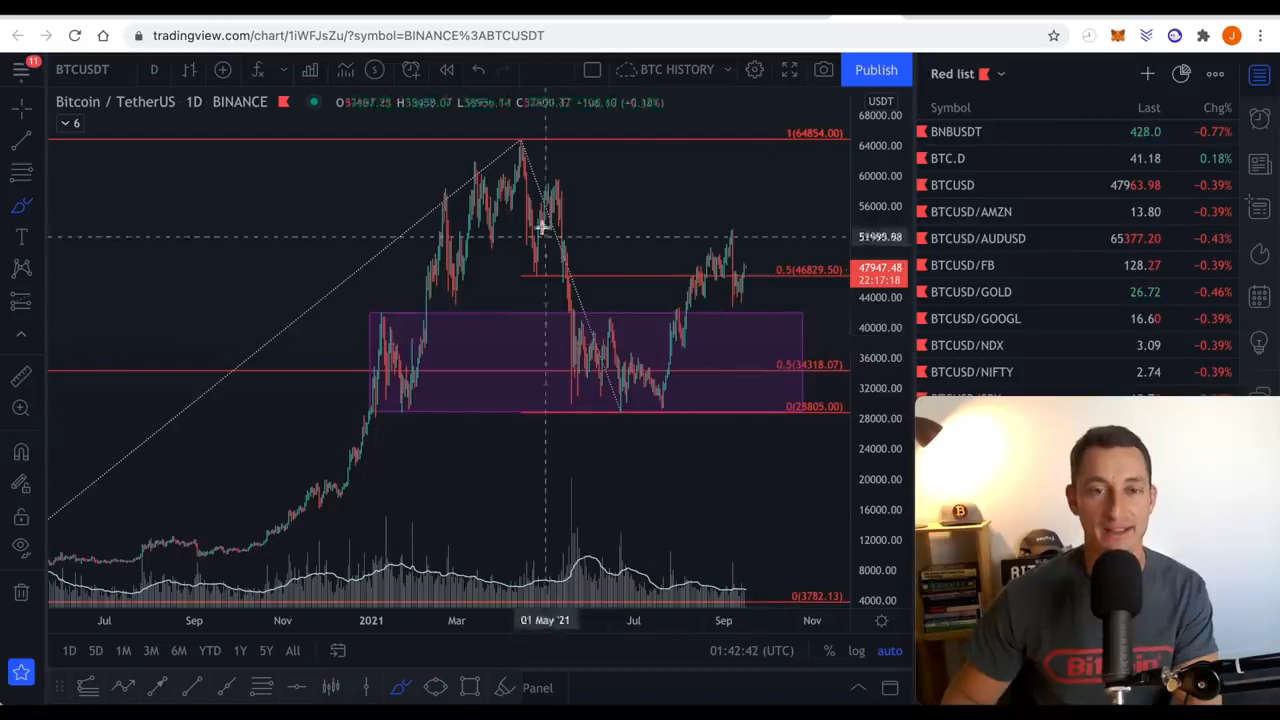 tradingview.com/chart/1iWFJsZu/?symbol=BINANCE%3ABTCUSDT
J
11
BTCUSDT D
BTC HISTORY
Publish
Red list
Bitcoin / TetherUS · 1D · BINANCE
6
USDT
Symbol Last Chg%
BNBUSDT 428.0 −0.77%
BTC.D 41.18 0.18%
BTCUSD 47963.98 −0.39%
BTCUSD/AMZN 13.80 −0.39%
BTCUSD/AUDUSD 65377.20 −0.43%
BTCUSD/FB 128.27 −0.39%
BTCUSD/GOLD 26.72 −0.46%
BTCUSD/GOOGL 16.60 −0.39%
BTCUSD/NDX 3.09 −0.39%
BTCUSD/NIFTY 2.74 −0.39%
1(64854.00)
0.5(46829.50)
0.5(34318.07)
0(28805.00)
0(3782.13)
68000.00
64000.00
60000.00
56000.00
47947.48
22:17:18
44000.00
40000.00
36000.00
32000.00
28000.00
24000.00
20000.00
16000.00
12000.00
8000.00
4000.00
Jul Sep Nov 2021 Mar 01 May '21 Jul Sep Nov
1D 5D 1M 3M 6M YTD 1Y 5Y All
01:42:42 (UTC) % log auto
Panel
Bitcoin